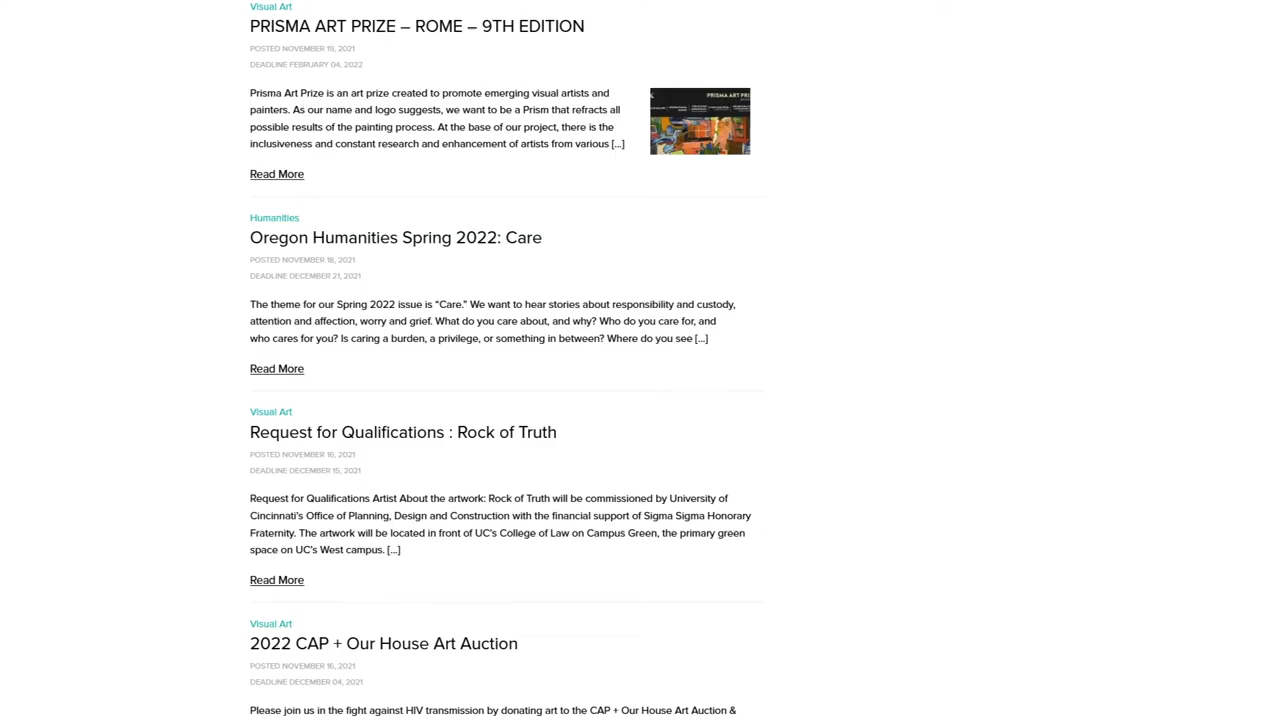 Visual Art
PRISMA ART PRIZE – ROME – 9TH EDITION
POSTED NOVEMBER 19, 2021
DEADLINE FEBRUARY 04, 2022
Prisma Art Prize is an art prize created to promote emerging visual artists and
painters. As our name and logo suggests, we want to be a Prism that refracts all
possible results of the painting process. At the base of our project, there is the
inclusiveness and constant research and enhancement of artists from various [...]
PRISMA ART PRI
Read More
Humanities
Oregon Humanities Spring 2022: Care
POSTED NOVEMBER 18, 2021
DEADLINE DECEMBER 21, 2021
The theme for our Spring 2022 issue is “Care.” We want to hear stories about responsibility and custody,
attention and affection, worry and grief. What do you care about, and why? Who do you care for, and
who cares for you? Is caring a burden, a privilege, or something in between? Where do you see [...]
Read More
Visual Art
Request for Qualifications : Rock of Truth
POSTED NOVEMBER 16, 2021
DEADLINE DECEMBER 15, 2021
Request for Qualifications Artist About the artwork: Rock of Truth will be commissioned by University of
Cincinnati’s Office of Planning, Design and Construction with the financial support of Sigma Sigma Honorary
Fraternity. The artwork will be located in front of UC’s College of Law on Campus Green, the primary green
space on UC’s West campus. [...]
Read More
Visual Art
2022 CAP + Our House Art Auction
POSTED NOVEMBER 16, 2021
DEADLINE DECEMBER 04, 2021
Please join us in the fight against HIV transmission by donating art to the CAP + Our House Art Auction &